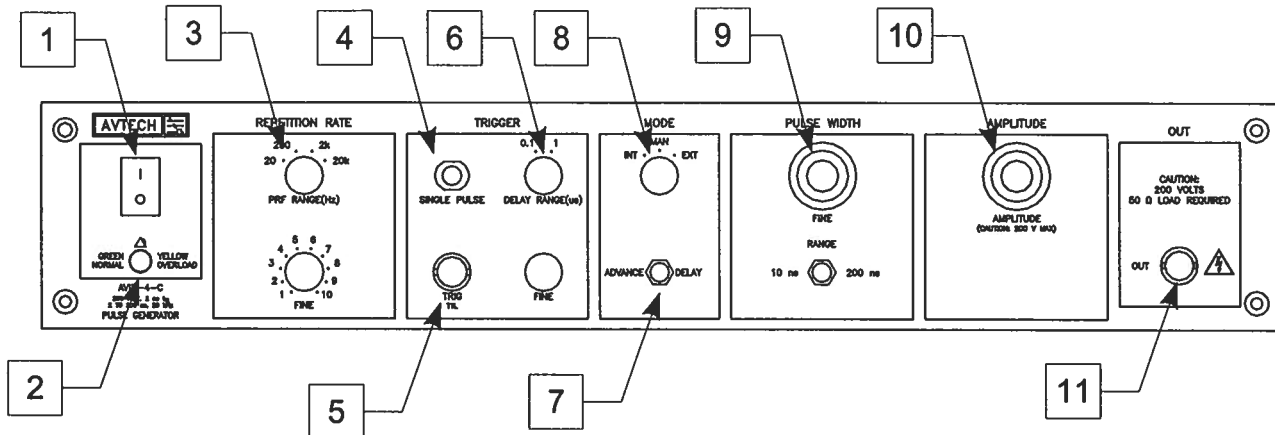 1
3
4
6
8
9
10
AVTECH
REPETITION RATE
TRIGGER
MODE
PULSE WIDTH
AMPLITUDE
OUT
I
O
GREEN NORMAL
YELLOW OVERLOAD
PULSE GENERATOR
20
200
2k
20k
PRF RANGE(Hz)
1
2
3
4
5
6
7
8
9
10
FINE
SINGLE PULSE
TRIG
TTL
0.1
1
DELAY RANGE(us)
FINE
INT
MAN
EXT
ADVANCE
DELAY
FINE
RANGE
10 ns
200 ns
AMPLITUDE
(CAUTION: 200 V MAX)
CAUTION:
200 VOLTS
50 Ω LOAD REQUIRED
OUT
2
5
7
11